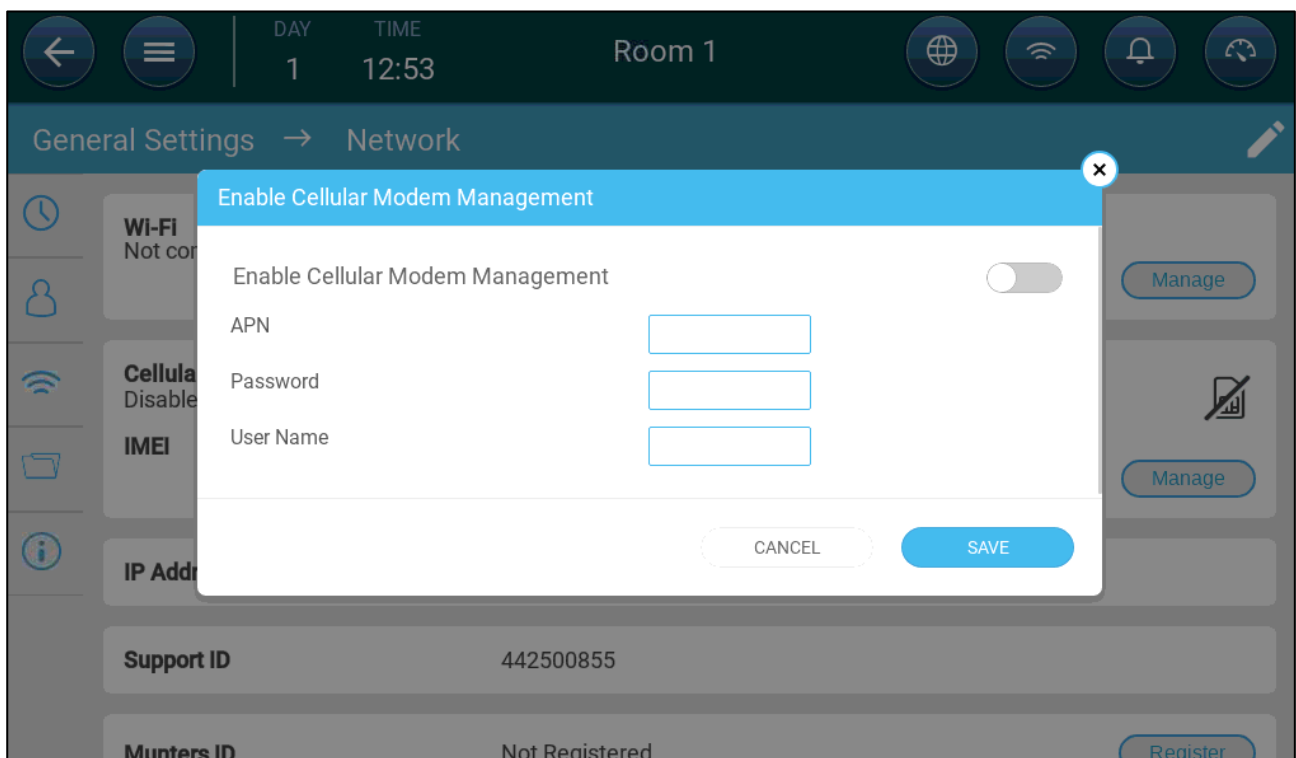 DAY TIME
1 12:53
Room 1
General Settings → Network
Enable Cellular Modem Management
Wi-Fi
Not cor
Enable Cellular Modem Management
Manage
APN
Cellula
Disable
Password
IMEI
User Name
Manage
CANCEL SAVE
IP Addr
Support ID 442500855
Munters ID Not Registered Register